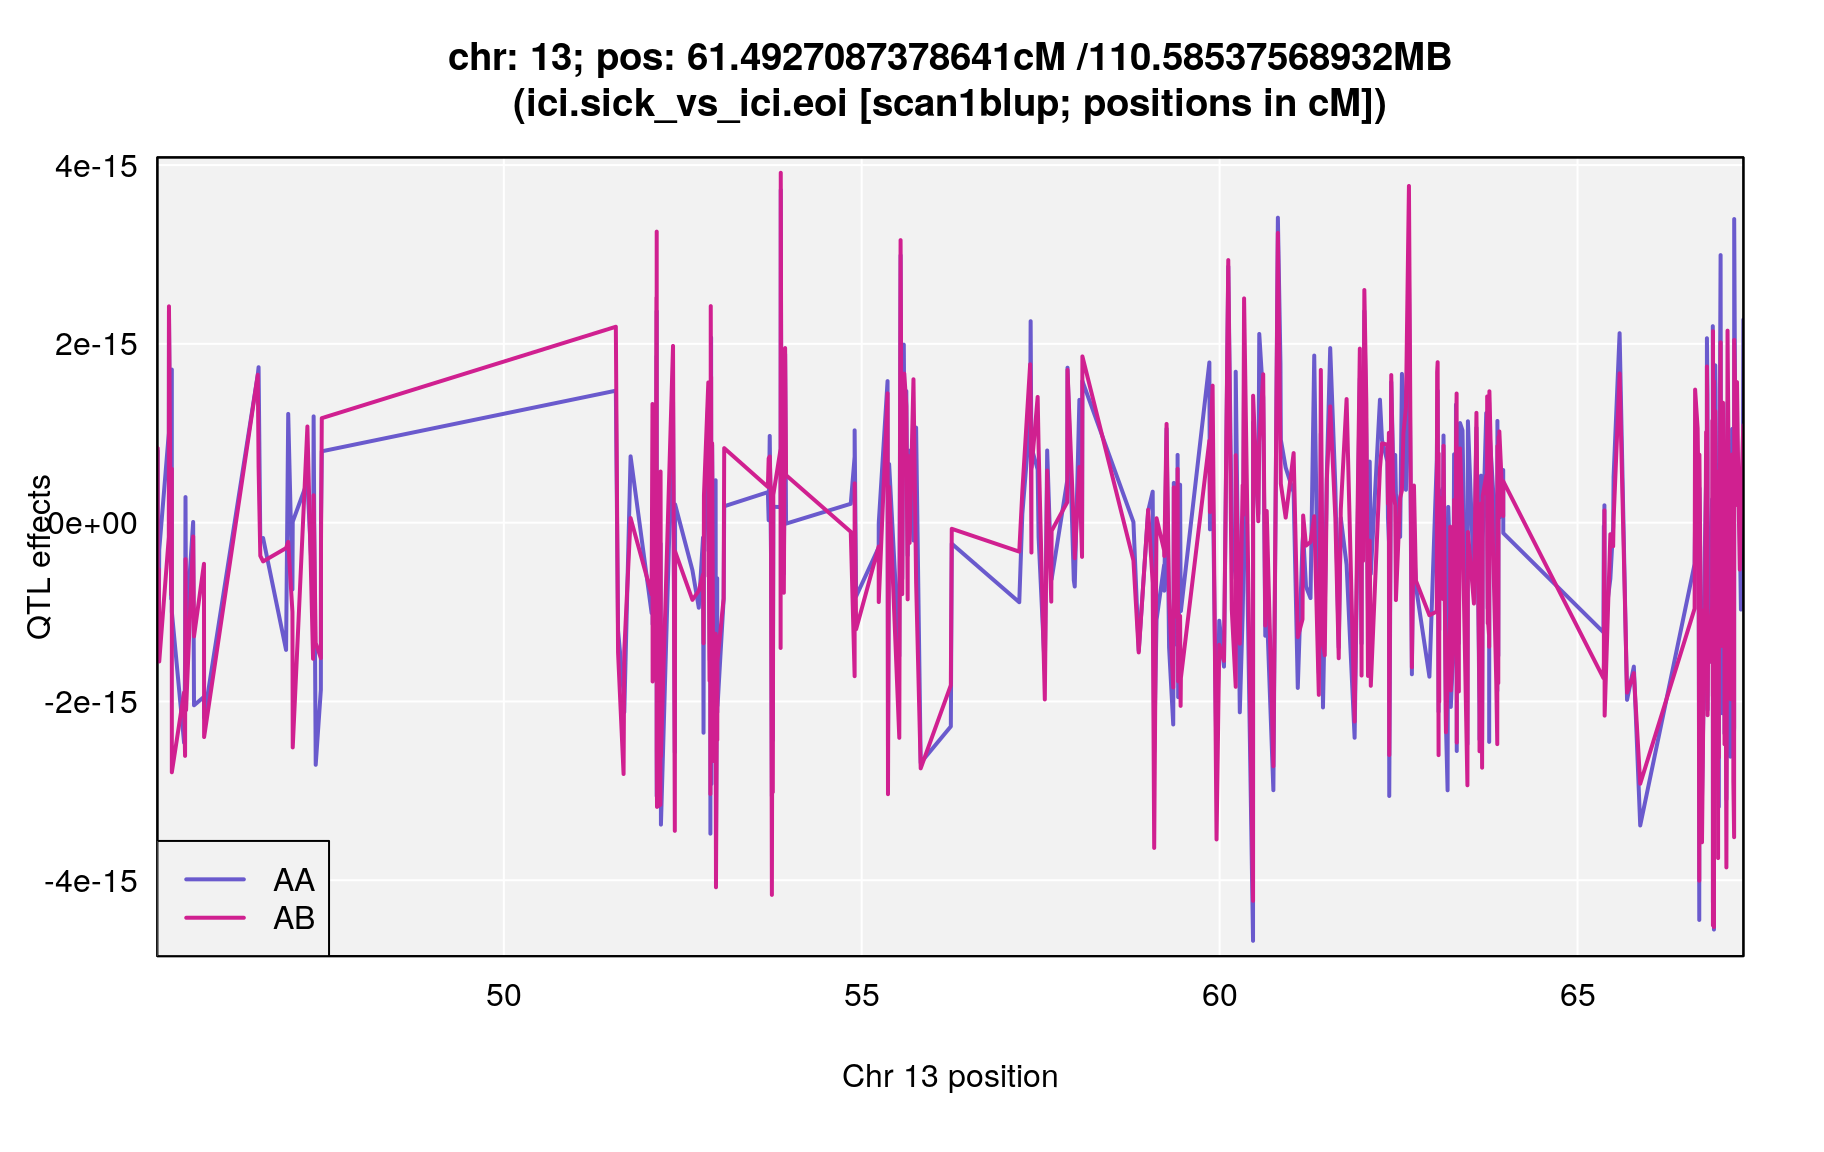 chr: 13; pos: 61.4927087378641cM /110.58537568932MB
(ici.sick_vs_ici.eoi [scan1blup; positions in cM])
4e-15
2e-15
0e+00
-2e-15
-4e-15
QTL effects
AA
AB
50 55 60 65
Chr 13 position